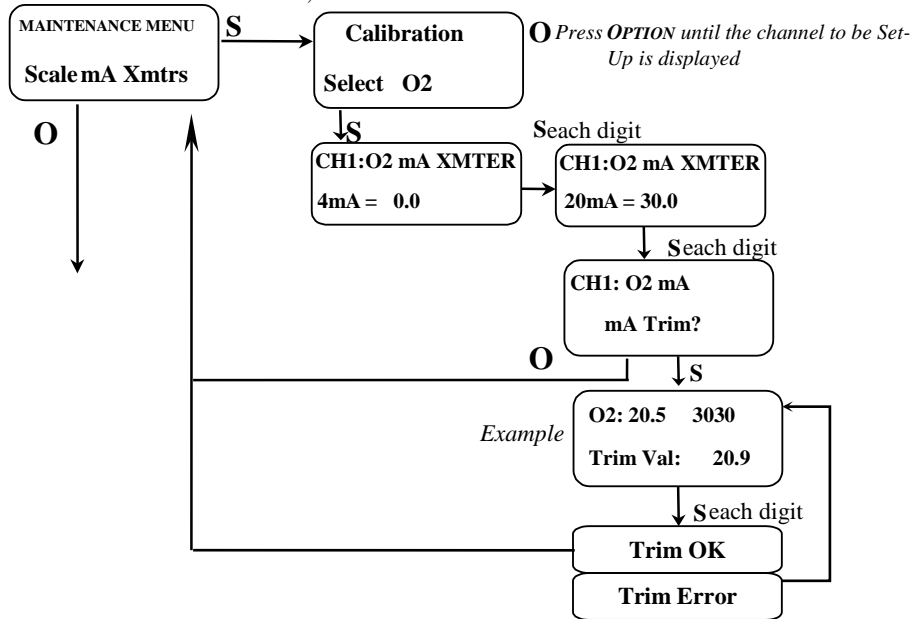 MAINTENANCE MENU
Scale mA Xmtrs
S
Calibration
Select O2
O Press OPTION until the channel to be Set-
Up is displayed
O
S
CH1:O2 mA XMTER
4mA = 0.0
S each digit
CH1:O2 mA XMTER
20mA = 30.0
S each digit
CH1: O2 mA
mA Trim?
O
S
Example
O2: 20.5 3030
Trim Val: 20.9
S each digit
Trim OK
Trim Error